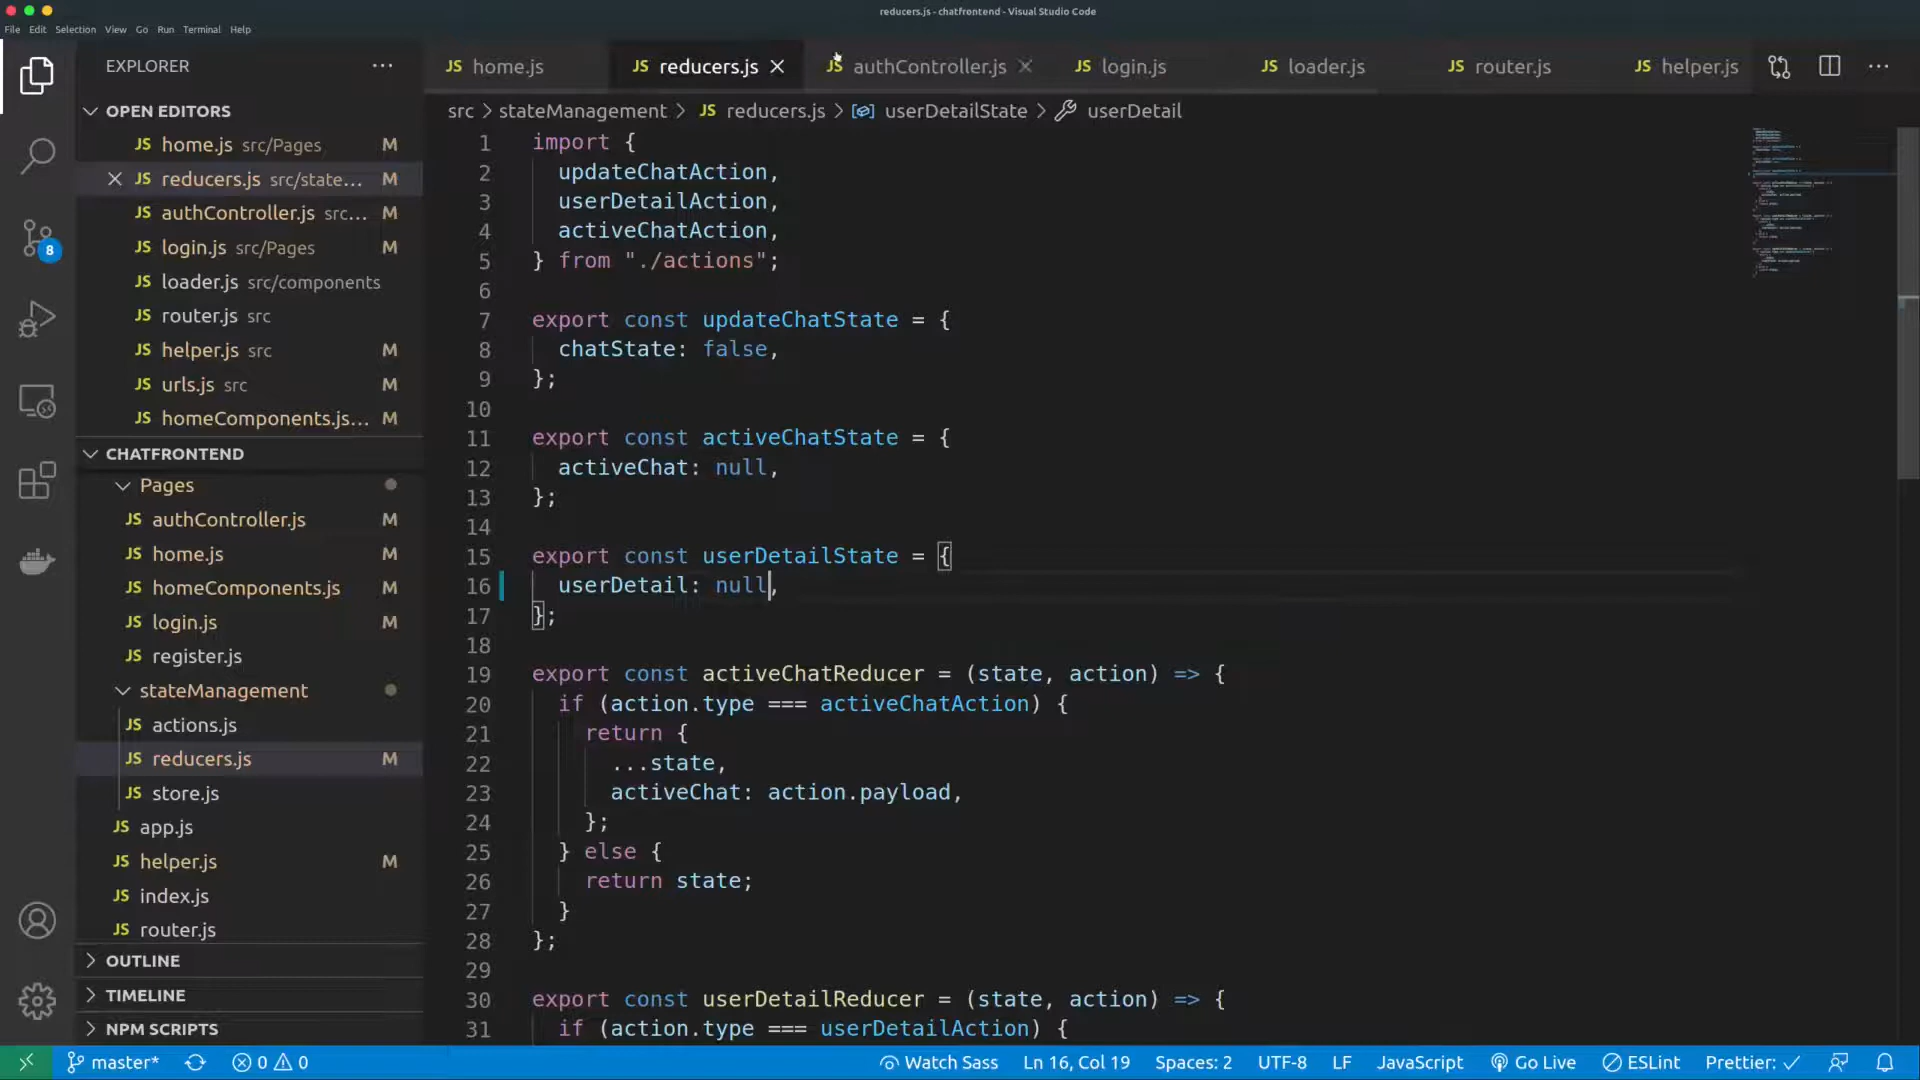 reducers.js - chatfrontend - Visual Studio Code
File Edit Selection View Go Run Terminal Help
EXPLORER
JS home.js JS reducers.js JS authController.js JS login.js JS loader.js JS router.js JS helper.js
src > stateManagement > JS reducers.js > userDetailState > userDetail
OPEN EDITORS
JS home.js src/Pages M
JS reducers.js src/state... M
JS authController.js src... M
JS login.js src/Pages M
JS loader.js src/components
JS router.js src
JS helper.js src M
JS urls.js src M
JS homeComponents.js... M
CHATFRONTEND
Pages
JS authController.js M
JS home.js M
JS homeComponents.js M
JS login.js M
JS register.js
stateManagement
JS actions.js
JS reducers.js M
JS store.js
JS app.js
JS helper.js M
JS index.js
JS router.js
OUTLINE
TIMELINE
NPM SCRIPTS
8
1 import {
2 updateChatAction,
3 userDetailAction,
4 activeChatAction,
5 } from "./actions";
6
7 export const updateChatState = {
8 chatState: false,
9 };
10
11 export const activeChatState = {
12 activeChat: null,
13 };
14
15 export const userDetailState = {
16 userDetail: null,
17 };
18
19 export const activeChatReducer = (state, action) => {
20 if (action.type === activeChatAction) {
21 return {
22 ...state,
23 activeChat: action.payload,
24 };
25 } else {
26 return state;
27 }
28 };
29
30 export const userDetailReducer = (state, action) => {
31 if (action.type === userDetailAction) {
master* 0 0 Watch Sass Ln 16, Col 19 Spaces: 2 UTF-8 LF JavaScript Go Live ESLint Prettier: ✓